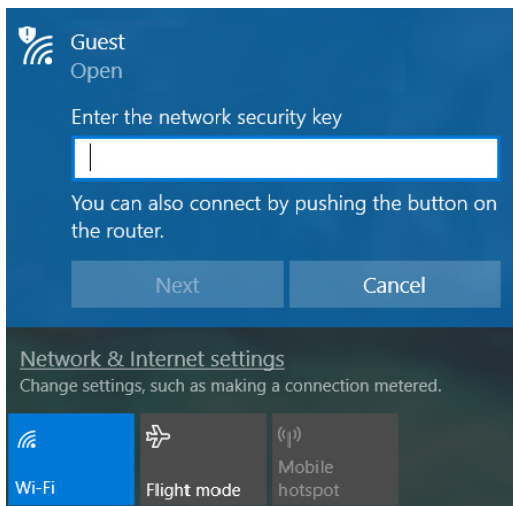 Guest
Open
Enter the network security key
You can also connect by pushing the button on
the router.
Next Cancel
Network & Internet settings
Change settings, such as making a connection metered.
Wi-Fi Flight mode Mobile
hotspot